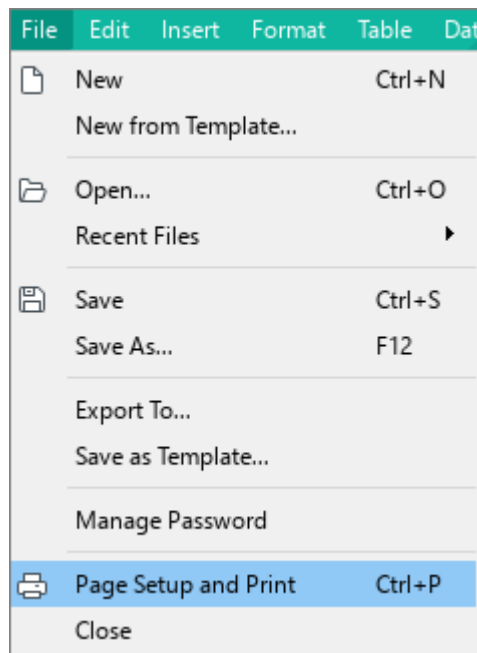 File Edit Insert Format Table Dat
New Ctrl+N
New from Template...
Open... Ctrl+O
Recent Files
Save Ctrl+S
Save As... F12
Export To...
Save as Template...
Manage Password
Page Setup and Print Ctrl+P
Close